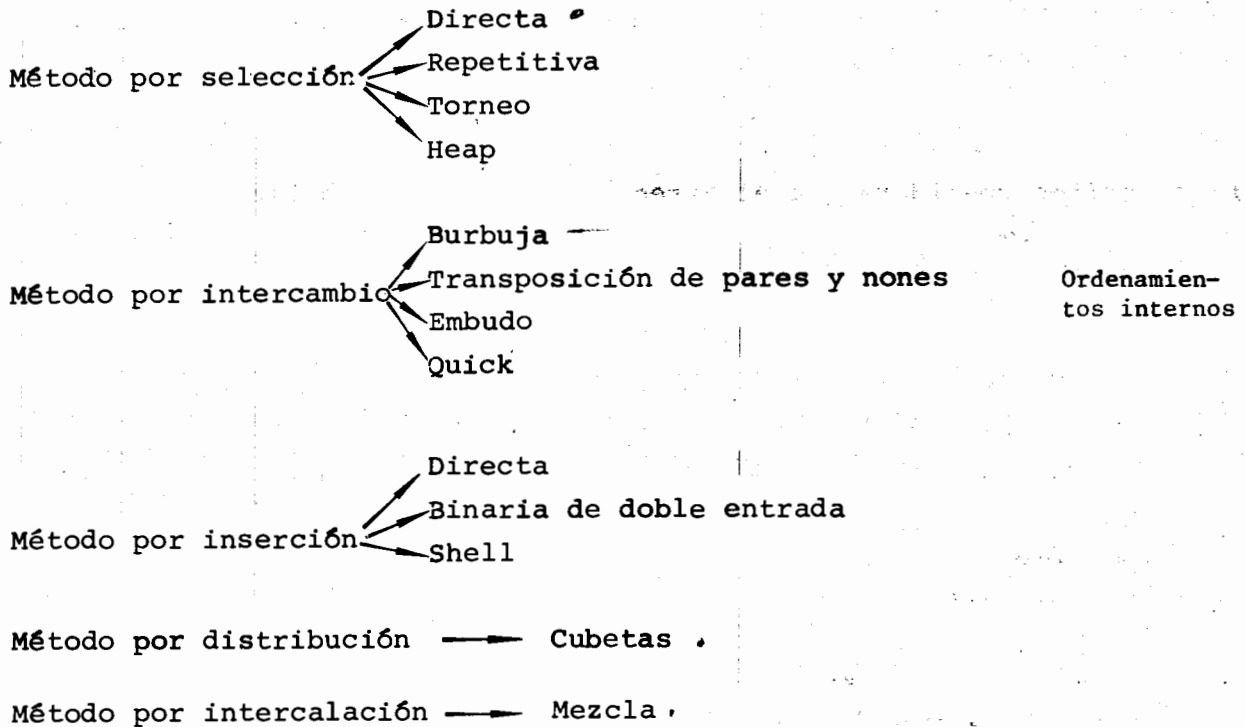 Directa
Método por selección
Repetitiva
Torneo
Heap
Burbuja
Método por intercambio
Transposición de pares y nones
Ordenamien-
tos internos
Embudo
Quick
Directa
Método por inserción
Binaria de doble entrada
Shell
Método por distribución Cubetas
Método por intercalación Mezcla